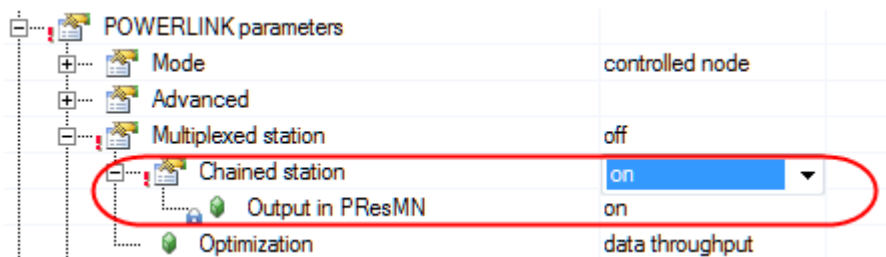 POWERLINK parameters
Mode controlled node
Advanced
Multiplexed station off
Chained station on
Output in PResMN on
Optimization data throughput